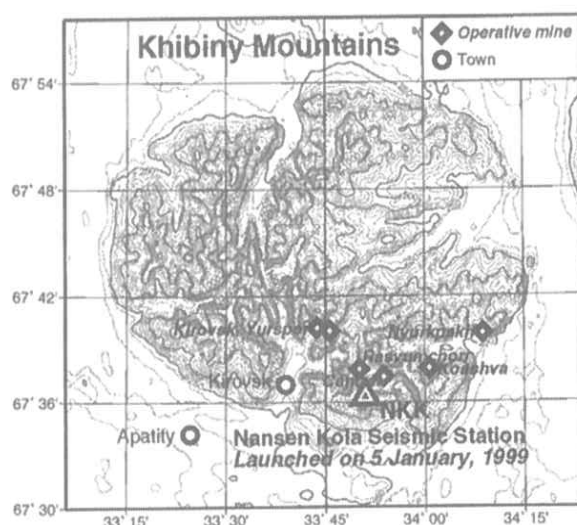 Khibiny Mountains
Operative mine
Town
67° 54'
67° 48'
67° 42'
67° 36'
67° 30'
Kirovsk
Koashva
Kirovsk
NKK
Apatity
Nansen Kola Seismic Station
Launched on 5 January, 1999
33° 15'
33° 30'
33° 45'
34° 00'
34° 15'